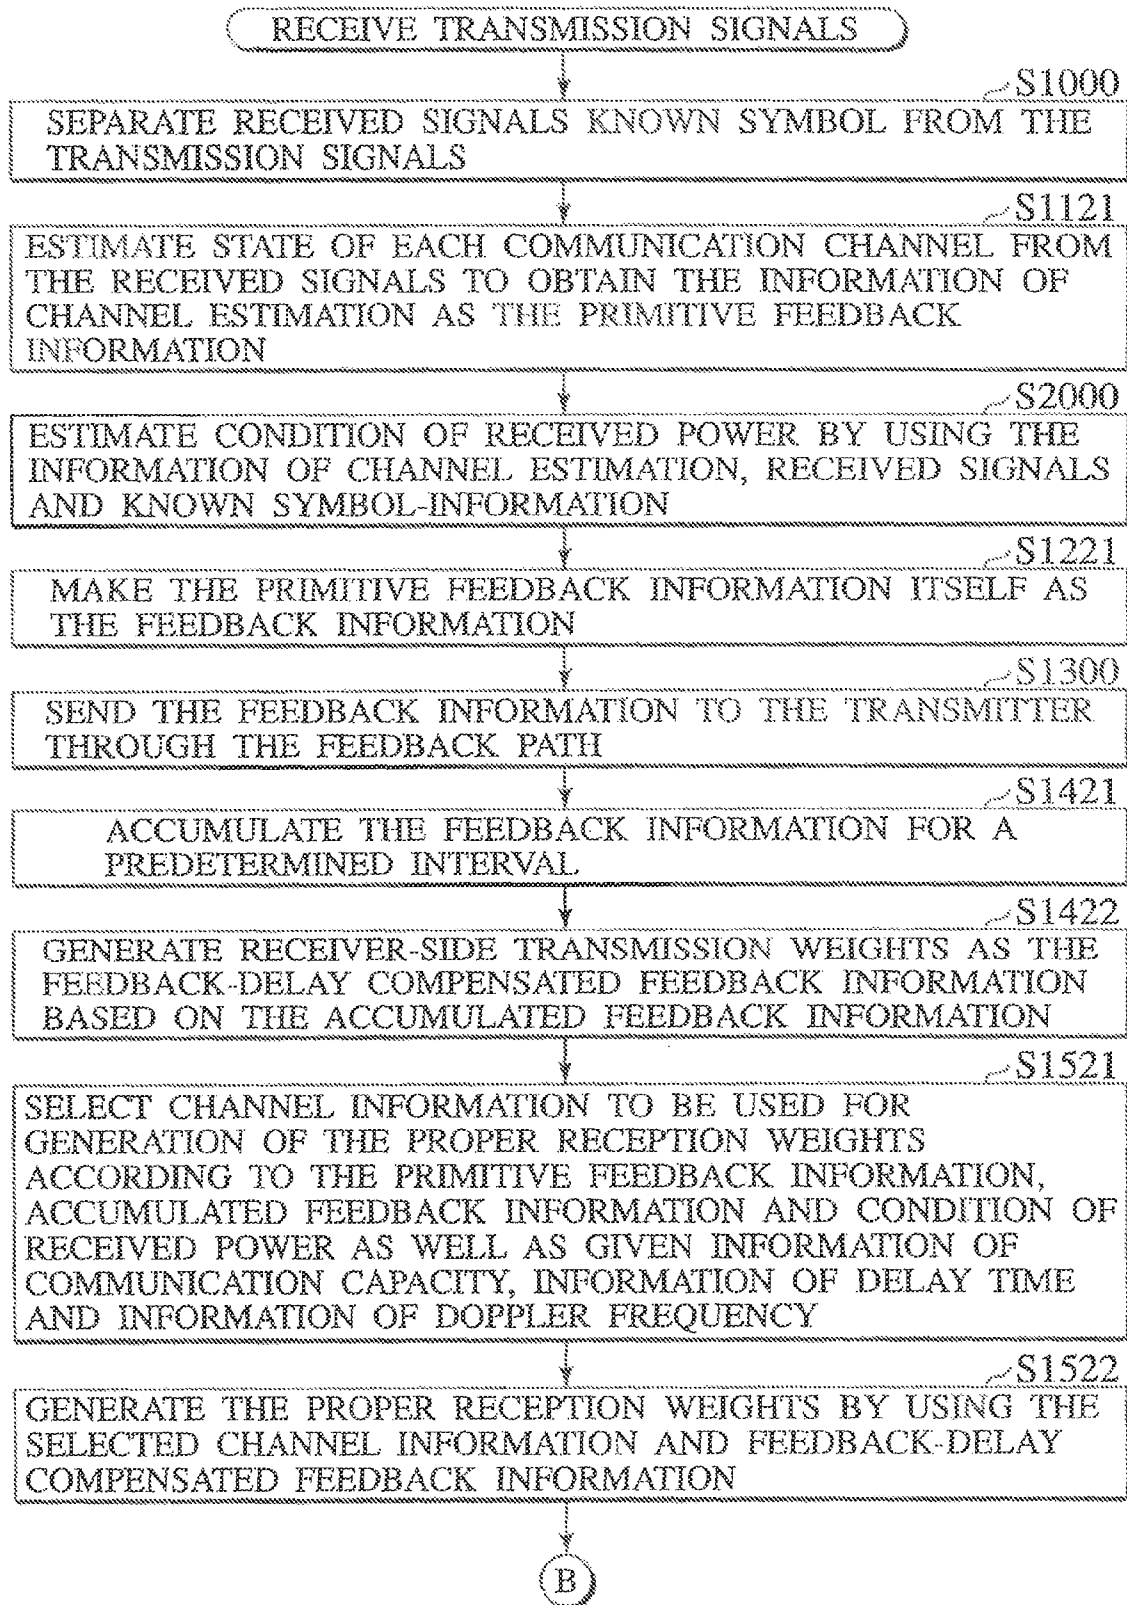 RECEIVE TRANSMISSION SIGNALS
S1000
SEPARATE RECEIVED SIGNALS KNOWN SYMBOL FROM THE
TRANSMISSION SIGNALS
S1121
ESTIMATE STATE OF EACH COMMUNICATION CHANNEL FROM
THE RECEIVED SIGNALS TO OBTAIN THE INFORMATION OF
CHANNEL ESTIMATION AS THE PRIMITIVE FEEDBACK
INFORMATION
S2000
ESTIMATE CONDITION OF RECEIVED POWER BY USING THE
INFORMATION OF CHANNEL ESTIMATION, RECEIVED SIGNALS
AND KNOWN SYMBOL-INFORMATION
S1221
MAKE THE PRIMITIVE FEEDBACK INFORMATION ITSELF AS
THE FEEDBACK INFORMATION
S1300
SEND THE FEEDBACK INFORMATION TO THE TRANSMITTER
THROUGH THE FEEDBACK PATH
S1421
ACCUMULATE THE FEEDBACK INFORMATION FOR A
PREDETERMINED INTERVAL
S1422
GENERATE RECEIVER-SIDE TRANSMISSION WEIGHTS AS THE
FEEDBACK-DELAY COMPENSATED FEEDBACK INFORMATION
BASED ON THE ACCUMULATED FEEDBACK INFORMATION
S1521
SELECT CHANNEL INFORMATION TO BE USED FOR
GENERATION OF THE PROPER RECEPTION WEIGHTS
ACCORDING TO THE PRIMITIVE FEEDBACK INFORMATION,
ACCUMULATED FEEDBACK INFORMATION AND CONDITION OF
RECEIVED POWER AS WELL AS GIVEN INFORMATION OF
COMMUNICATION CAPACITY, INFORMATION OF DELAY TIME
AND INFORMATION OF DOPPLER FREQUENCY
S1522
GENERATE THE PROPER RECEPTION WEIGHTS BY USING THE
SELECTED CHANNEL INFORMATION AND FEEDBACK-DELAY
COMPENSATED FEEDBACK INFORMATION
B